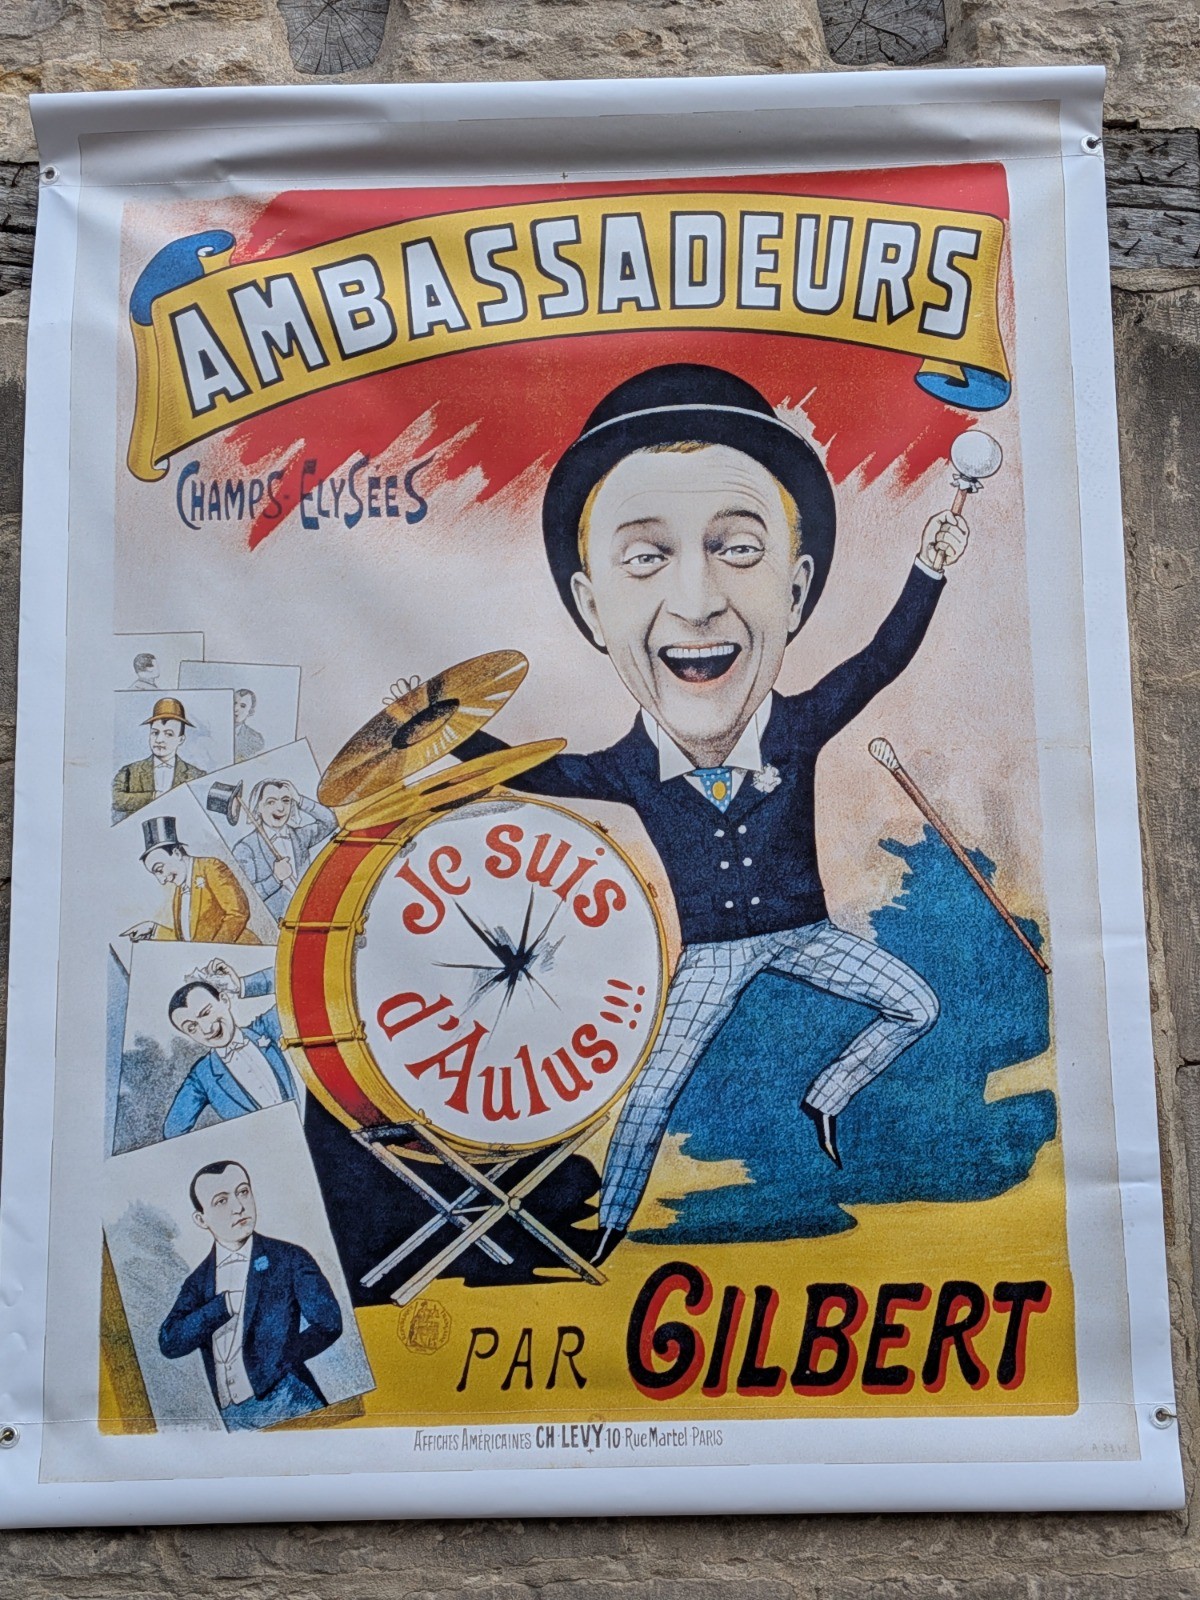 AMBASSADEURS
CHAMPS-ELYSÉES
Je suis
d'Aulus!!!
PAR GILBERT
AFFICHES AMÉRICAINES CH·LEVY·10 Rue Martel PARIS